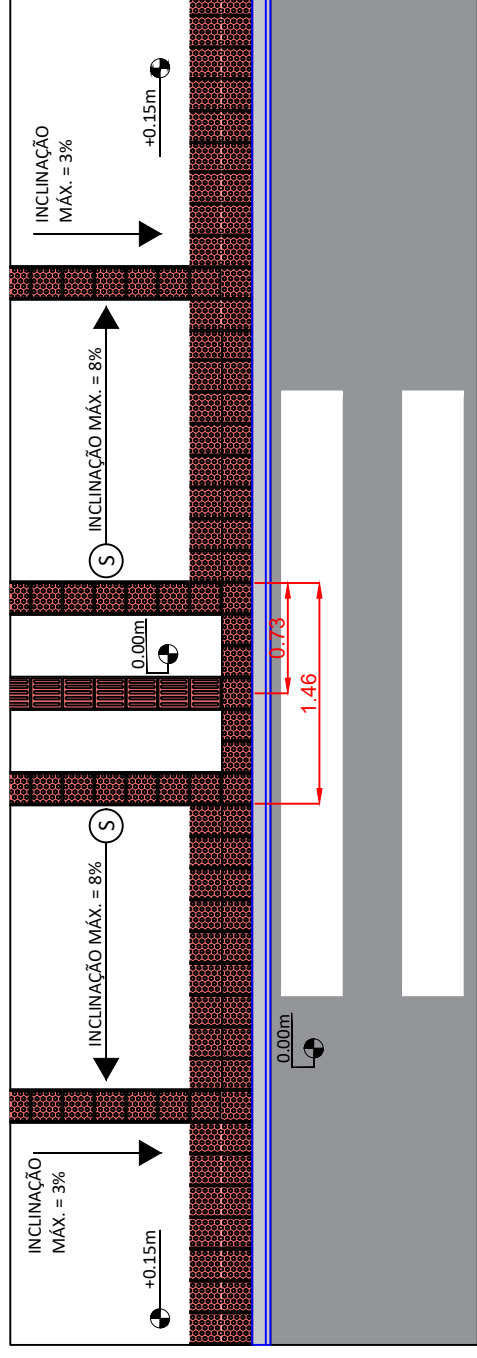 INCLINAÇÃO
MÁX. = 3%
+0.15m
INCLINAÇÃO MÁX. = 8%
S
0.00m
S
INCLINAÇÃO MÁX. = 8%
INCLINAÇÃO
MÁX. = 3%
+0.15m
0.73
1.46
0.00m